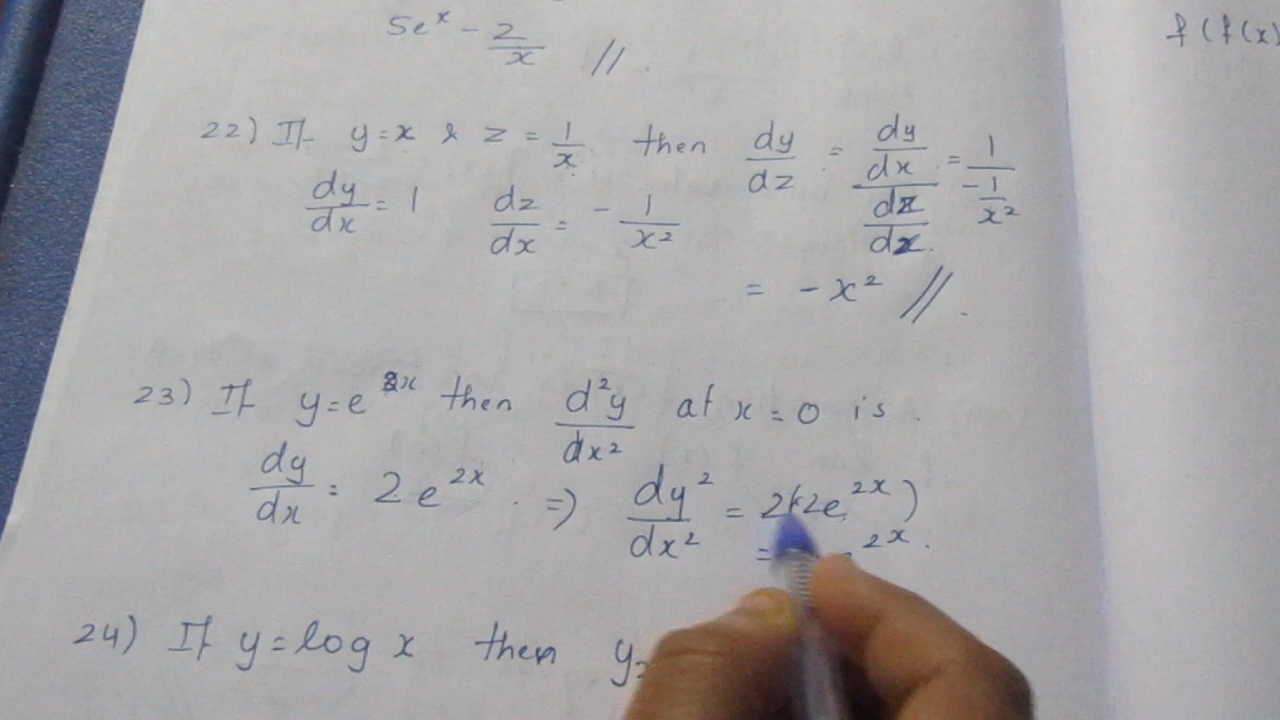 5e^x - 2/x //.
f(f(x)
22) If y=x & z = 1/x then dy/dz = (dy/dx)/(dz/dx) = 1/(-1/x²)
dy/dx = 1 dz/dx = - 1/x²
= -x² //.
23) If y=e^2x then d²y/dx² at x=0 is.
dy/dx = 2e^2x. => dy²/dx² = 2(2e^2x)
= 2x.
24) If y=log x then y₂